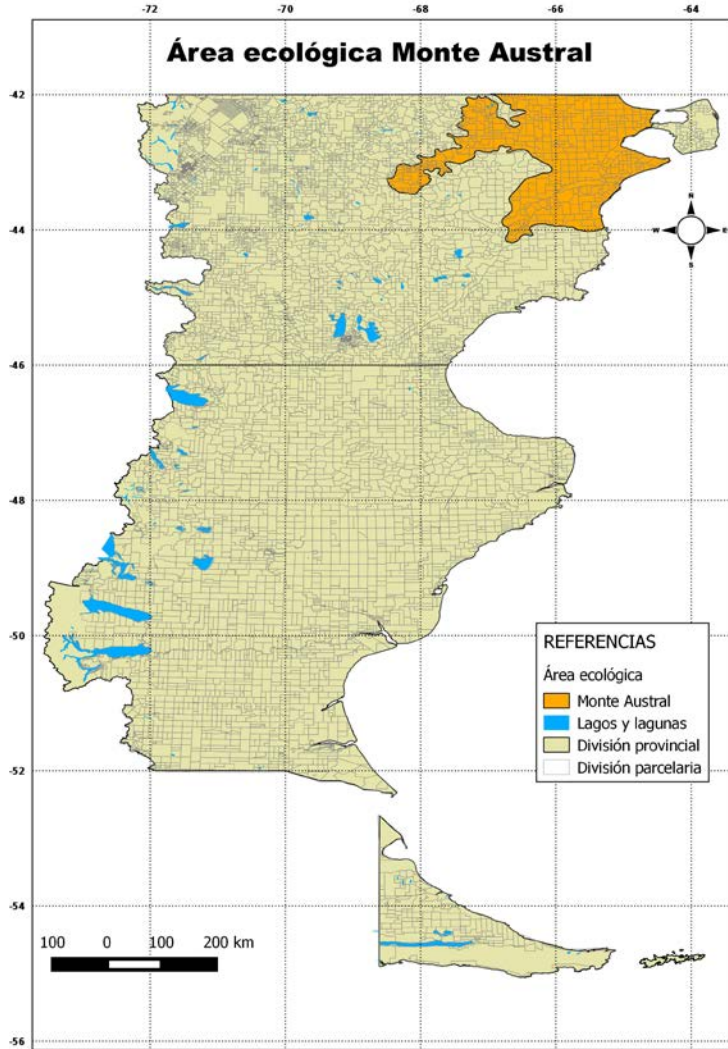 -72 -70 -68 -66 -64
Área ecológica Monte Austral
-42
-44
N
W E
S
-46
-48
-50
REFERENCIAS
Área ecológica
Monte Austral
Lagos y lagunas
División provincial
División parcelaria
-52
-54
100 0 100 200 km
-56